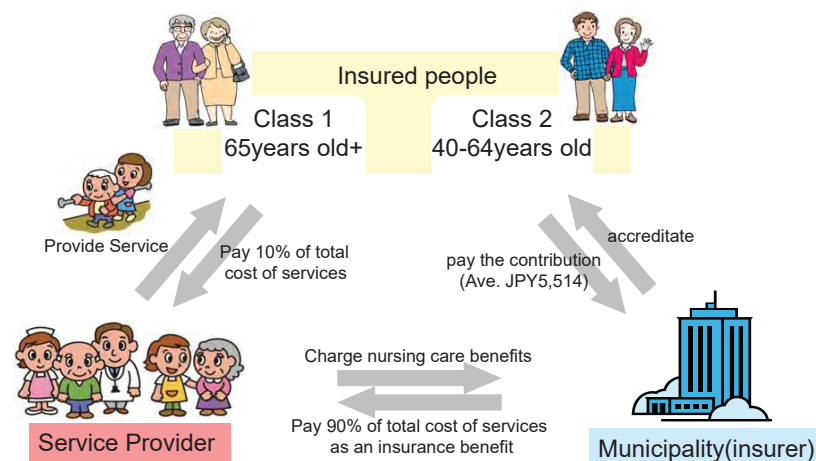 Insured people
Class 1
65years old+
Class 2
40-64years old
Provide Service
Pay 10% of total
cost of services
pay the contribution
(Ave. JPY5,514)
accreditate
Charge nursing care benefits
Pay 90% of total cost of services
as an insurance benefit
Service Provider
Municipality(insurer)